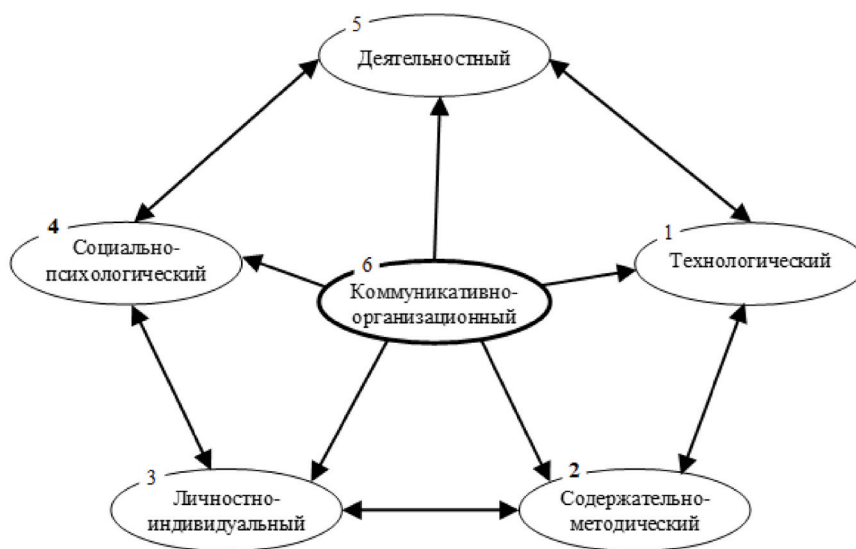 5
Деятельностный
4
Социально-
психологический
1
Технологический
6
Коммуникативно-
организационный
3
Личностно-
индивидуальный
2
Содержательно-
методический